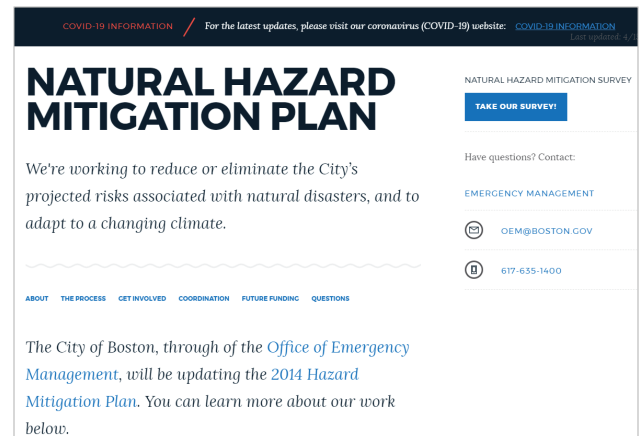 COVID-19 INFORMATION / For the latest updates, please visit our coronavirus (COVID-19) website: COVID-19 INFORMATION
Last updated: 4/1
NATURAL HAZARD
MITIGATION PLAN
We're working to reduce or eliminate the City's
projected risks associated with natural disasters, and to
adapt to a changing climate.
ABOUT THE PROCESS GET INVOLVED COORDINATION FUTURE FUNDING QUESTIONS
The City of Boston, through of the Office of Emergency
Management, will be updating the 2014 Hazard
Mitigation Plan. You can learn more about our work
below.
NATURAL HAZARD MITIGATION SURVEY
TAKE OUR SURVEY!
Have questions? Contact:
EMERGENCY MANAGEMENT
OEM@BOSTON.GOV
617-635-1400